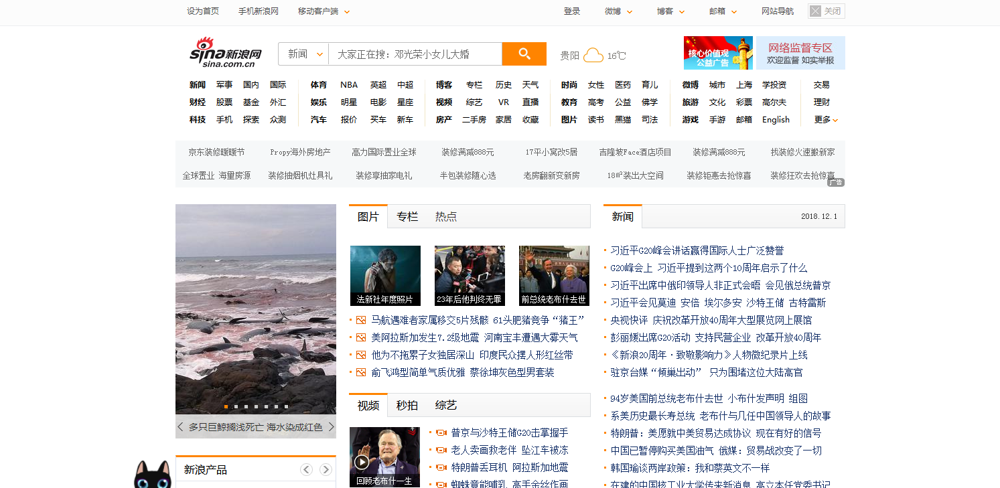 设为首页 手机新浪网 移动客户端 登录 微博 博客 邮箱 网站导航 关闭
sina新浪网
sina.com.cn
新闻 大家正在搜：邓光荣小女儿大婚 贵阳 16℃
核心价值观
公益广告
网络监督专区
欢迎监督 如实举报
新闻 军事 国内 国际 体育 NBA 英超 中超 博客 专栏 历史 天气 时尚 女性 医药 育儿 微博 城市 上海 学投资 交易
财经 股票 基金 外汇 娱乐 明星 电影 星座 视频 综艺 VR 直播 教育 高考 公益 佛学 旅游 文化 彩票 高尔夫 理财
科技 手机 探索 众测 汽车 报价 买车 新车 房产 二手房 家居 收藏 图片 读书 黑猫 司法 游戏 手游 邮箱 English 更多
京东装修暖暖节 Propy海外房地产 高力国际置业全球 装修满减888元 17平小窝改5居 吉隆坡Face酒店项目 装修满减888元 找装修火速搬新家
全球置业 海量房源 装修抽烟机灶具礼 装修享抽家电礼 半包装修随心选 老房翻新变新房 18㎡装出大空间 装修钜惠去抢惊喜 装修狂欢去抢惊喜
广告
多只巨鲸搁浅死亡 海水染成红色
新浪产品
图片 专栏 热点
法新社年度照片 23年后他判终无罪 前总统老布什去世
马航遇难者家属移交5片残骸 61头肥猪竞争“猪王”
美阿拉斯加发生7.2级地震 河南宝丰遭遇大雾天气
他为不拖累子女独居深山 印度民众摆人形红丝带
俞飞鸿型简单气质优雅 蔡徐坤灰色型男套装
视频 秒拍 综艺
回顾老布什一生
普京与沙特王储G20击掌握手
老人卖画救老伴 坠江车被冻
特朗普丢耳机 阿拉斯加地震
蜘蛛竟能哺乳 高手金丝作画
新闻 2018.12.1
习近平G20峰会讲话赢得国际人士广泛赞誉
G20峰会上 习近平提到这两个10周年启示了什么
习近平出席中俄印领导人非正式会晤 会见俄总统普京
习近平会见莫迪 安倍 埃尔多安 沙特王储 古特雷斯
央视快评 庆祝改革开放40周年大型展览网上展馆
彭丽媛出席G20活动 支持民营企业 改革开放40周年
《新浪20周年·致敬影响力》人物微纪录片上线
驻京台媒“倾巢出动” 只为围堵这位大陆高官
94岁美国前总统老布什去世 小布什发声明 组图
系美历史最长寿总统 老布什与几任中国领导人的故事
特朗普：美愿就中美贸易达成协议 现在有好的信号
中国已暂停购买美国油气 俄媒：贸易战改变了一切
韩国瑜谈两岸政策：我和蔡英文不一样
在建的中国核工业大学传来新消息 高立本任党委书记